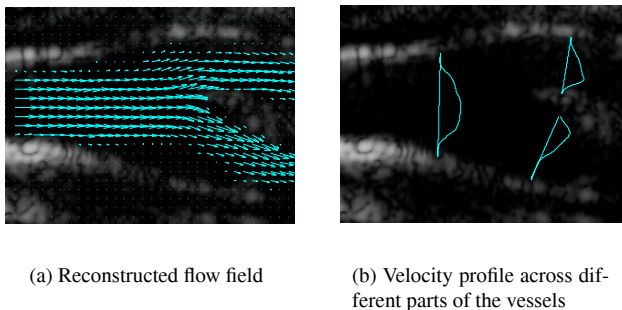 (a) Reconstructed flow field
(b) Velocity profile across dif-
ferent parts of the vessels